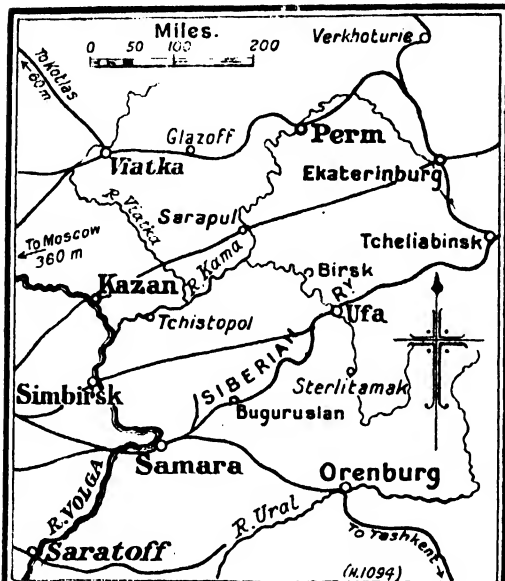 Miles.
0 50 100 200
Verkhoturie
To Kotlas
60 m
Glazoff
Perm
Viatka
Ekaterinburg
R. Viatka
Sarapul
Tcheliabinsk
To Moscow
360 m
R. Kama
Birsk
Kazan
Tchistopol
Ufa
SIBERIAN RY
Simbirsk
Sterlitamak
Buguruslan
Samara
Orenburg
R. VOLGA
R. Ural
To Tashkent
Saratoff
(H.1094)